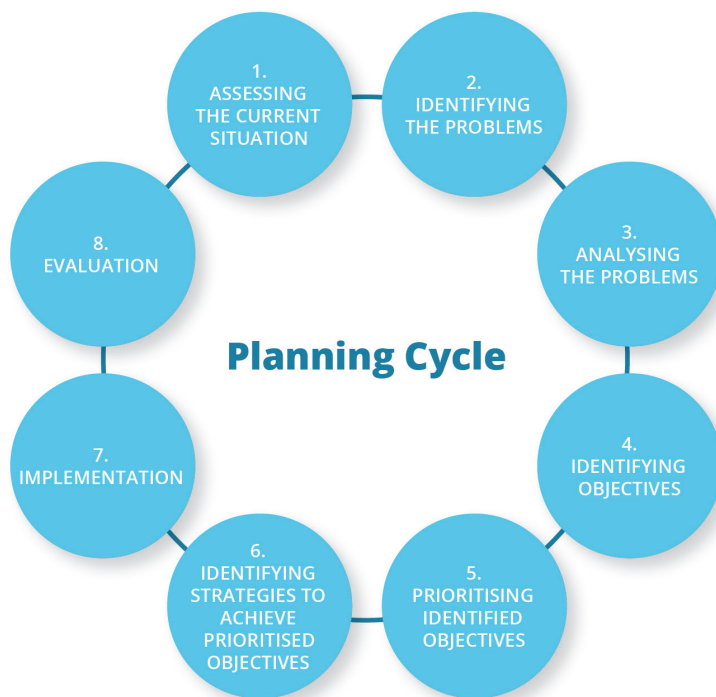 1.
ASSESSING
THE CURRENT
SITUATION
2.
IDENTIFYING
THE PROBLEMS
3.
ANALYSING
THE PROBLEMS
4.
IDENTIFYING
OBJECTIVES
5.
PRIORITISING
IDENTIFIED
OBJECTIVES
6.
IDENTIFYING
STRATEGIES TO
ACHIEVE
PRIORITISED
OBJECTIVES
7.
IMPLEMENTATION
8.
EVALUATION
Planning Cycle